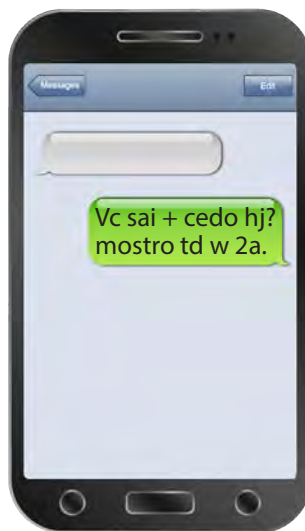 Messages
Edit
Vc sai + cedo hj?
mostro td w 2a.